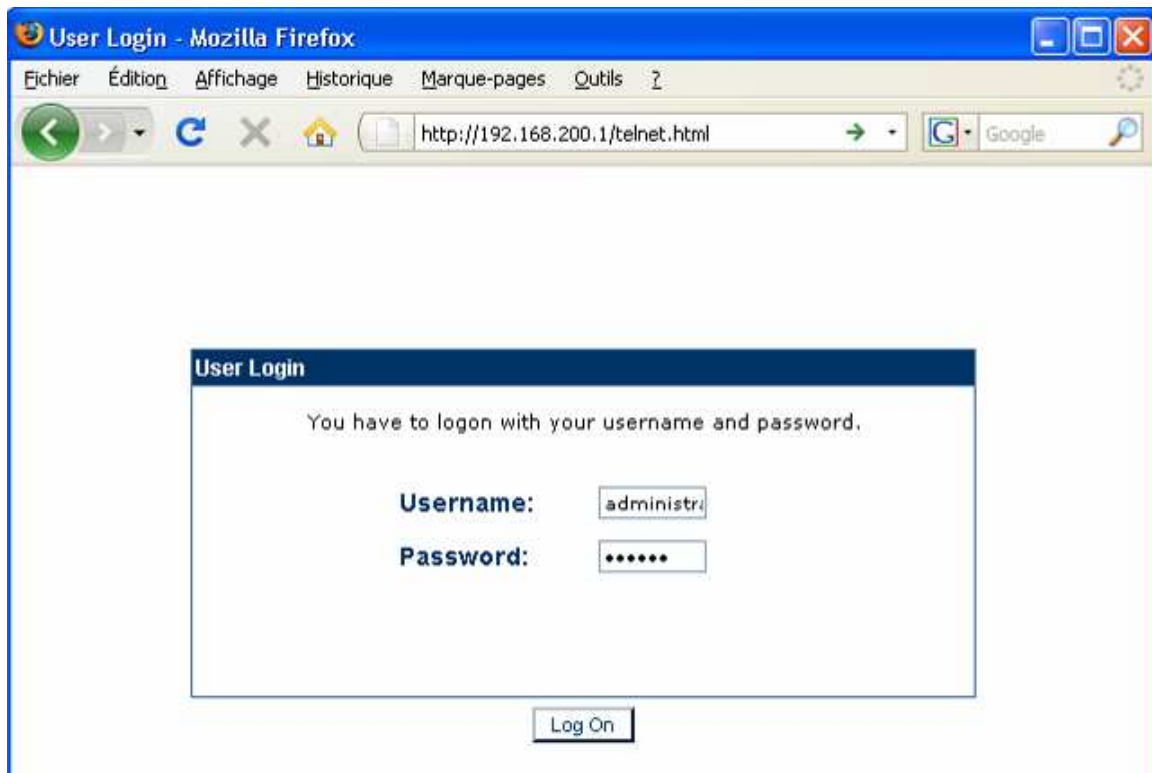 User Login - Mozilla Firefox
Fichier Édition Affichage Historique Marque-pages Outils ?
http://192.168.200.1/telnet.html G Google
User Login
You have to logon with your username and password.
Username: administra
Password: ••••••
Log On